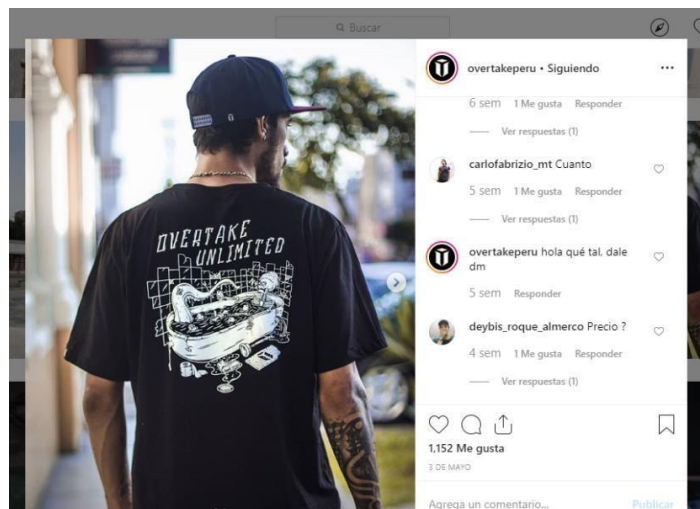 Buscar
OVERTAKE
UNLIMITED
overtakeperu • Siguiendo
6 sem 1 Me gusta Responder
Ver respuestas (1)
carlofabrizio_mt Cuanto
5 sem 1 Me gusta Responder
Ver respuestas (1)
overtakeperu hola qué tal, dale
dm
5 sem Responder
deybis_roque_almerco Precio ?
4 sem 1 Me gusta Responder
Ver respuestas (1)
1,152 Me gusta
3 DE MAYO
Agrega un comentario... Publicar